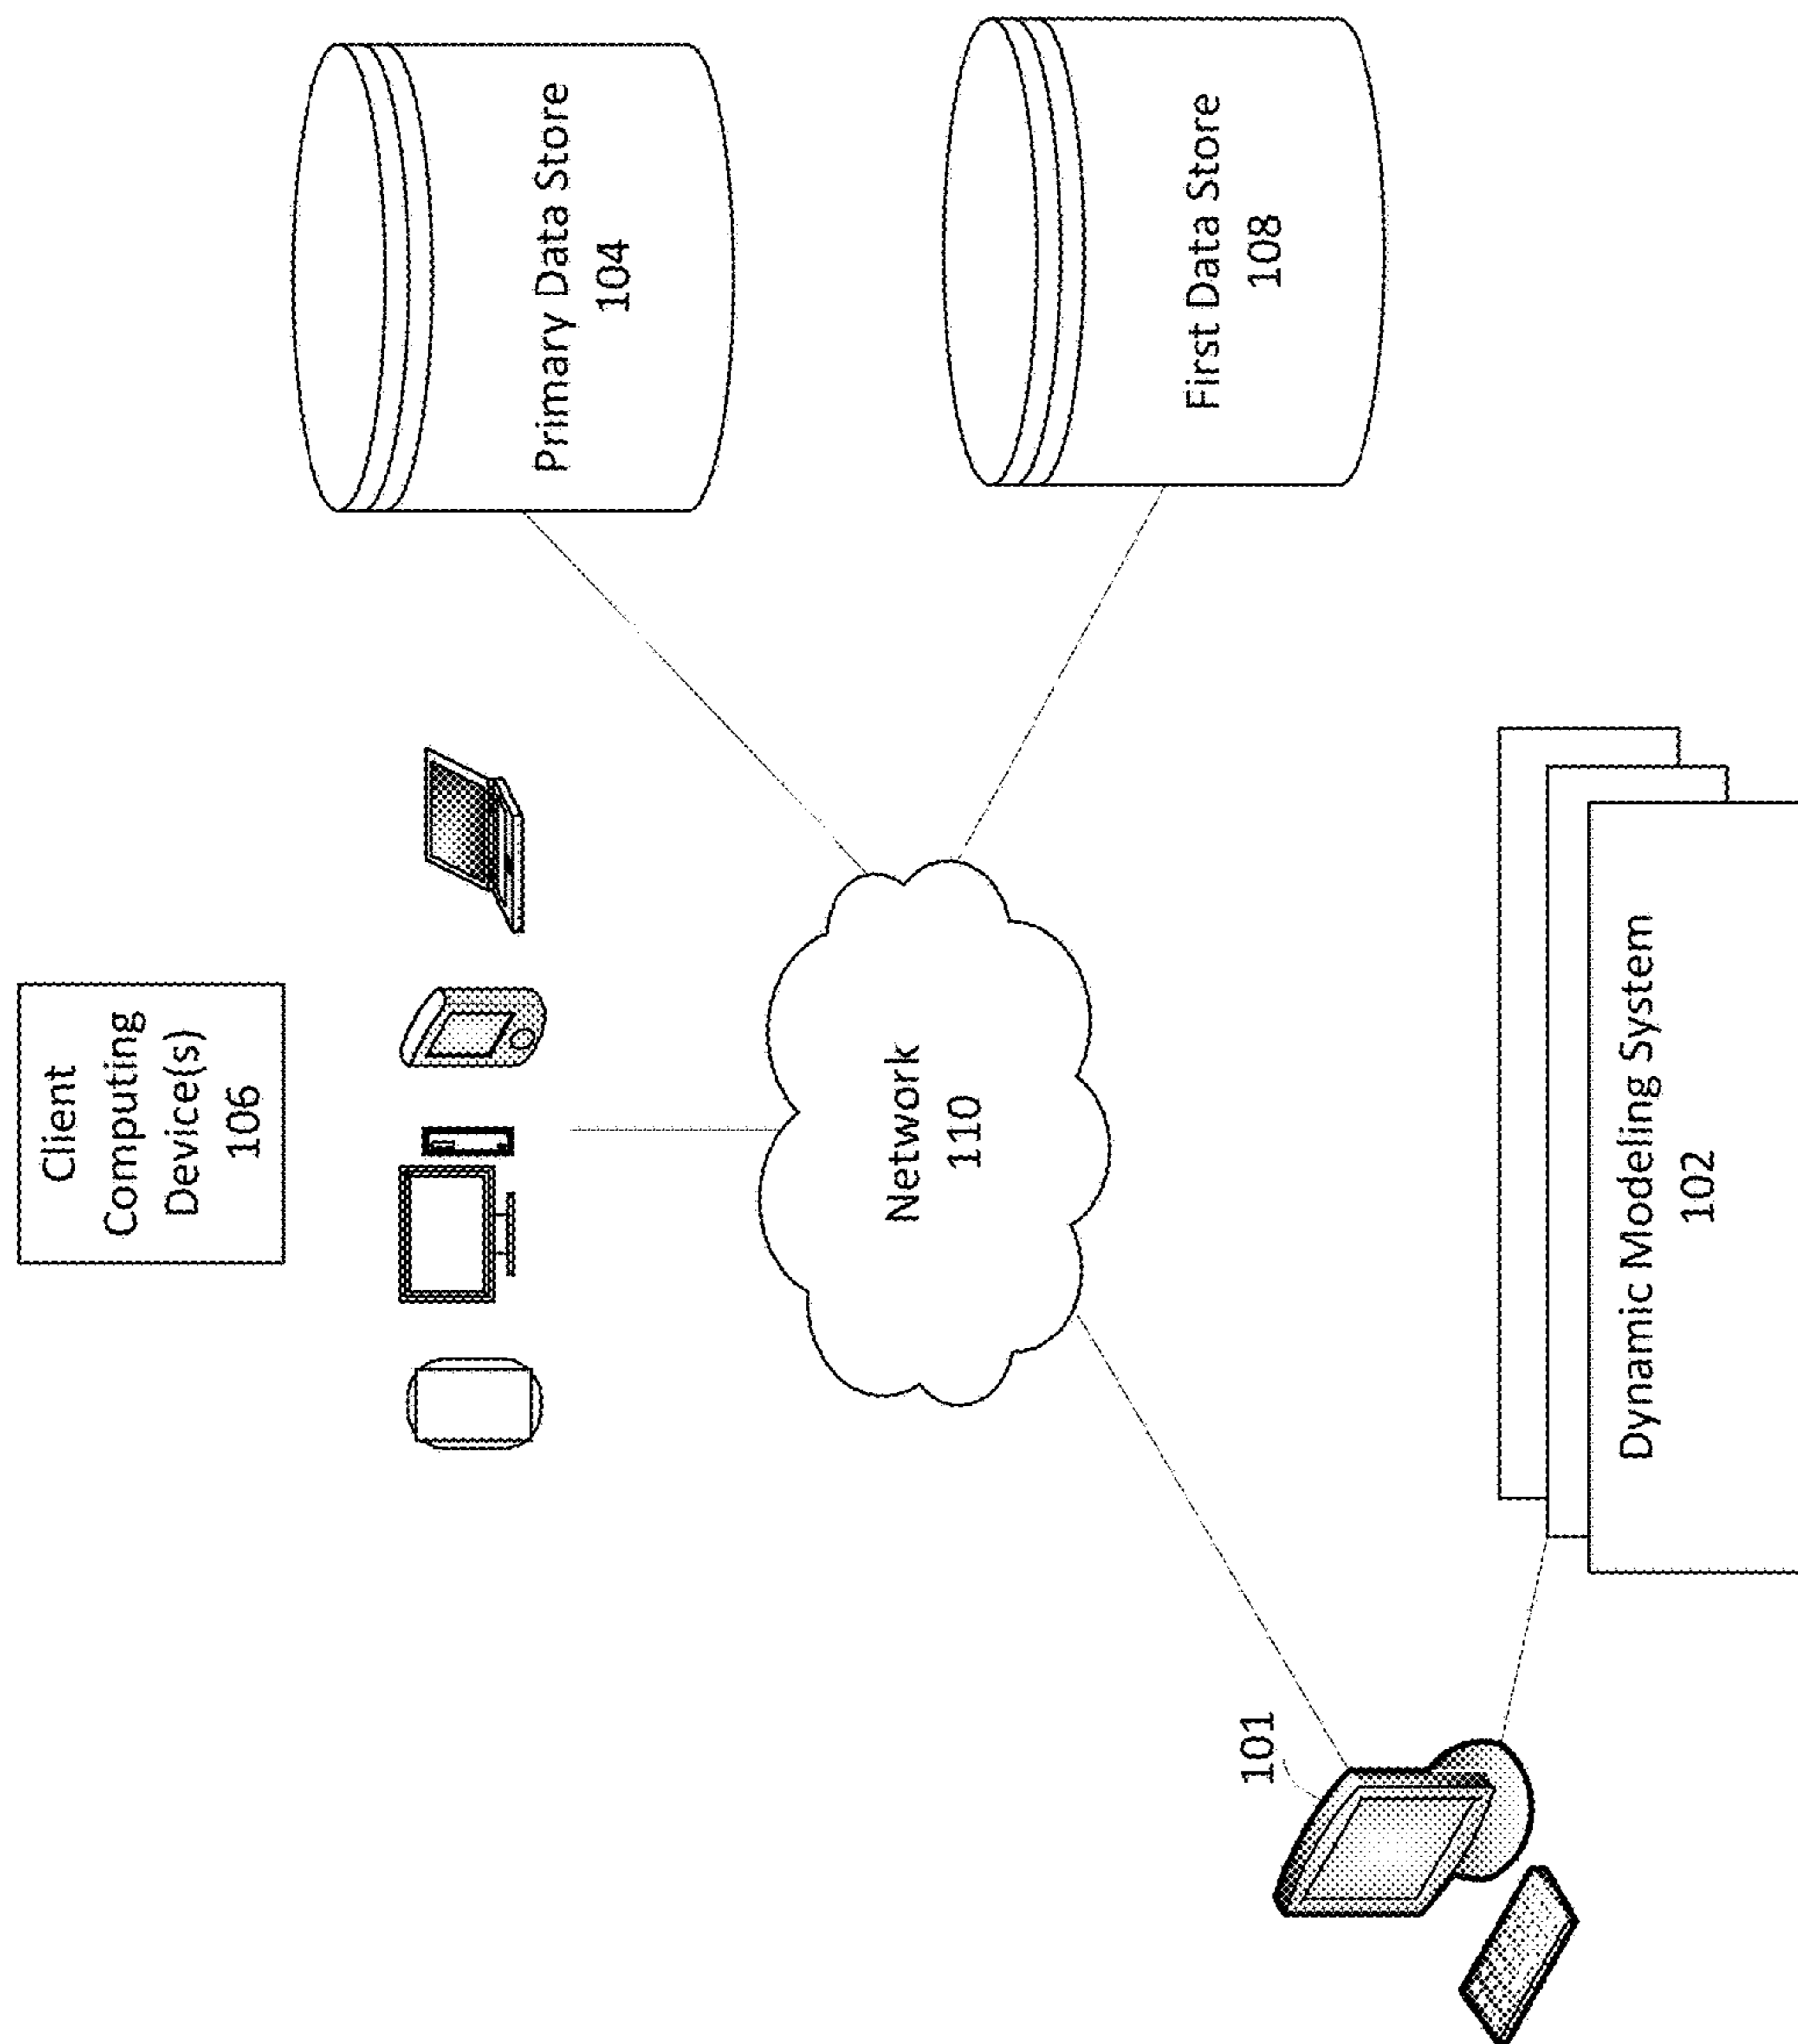 Client
Computing
Device(s)
106
Primary Data Store
104
Network
110
First Data Store
108
101
Dynamic Modeling System
102